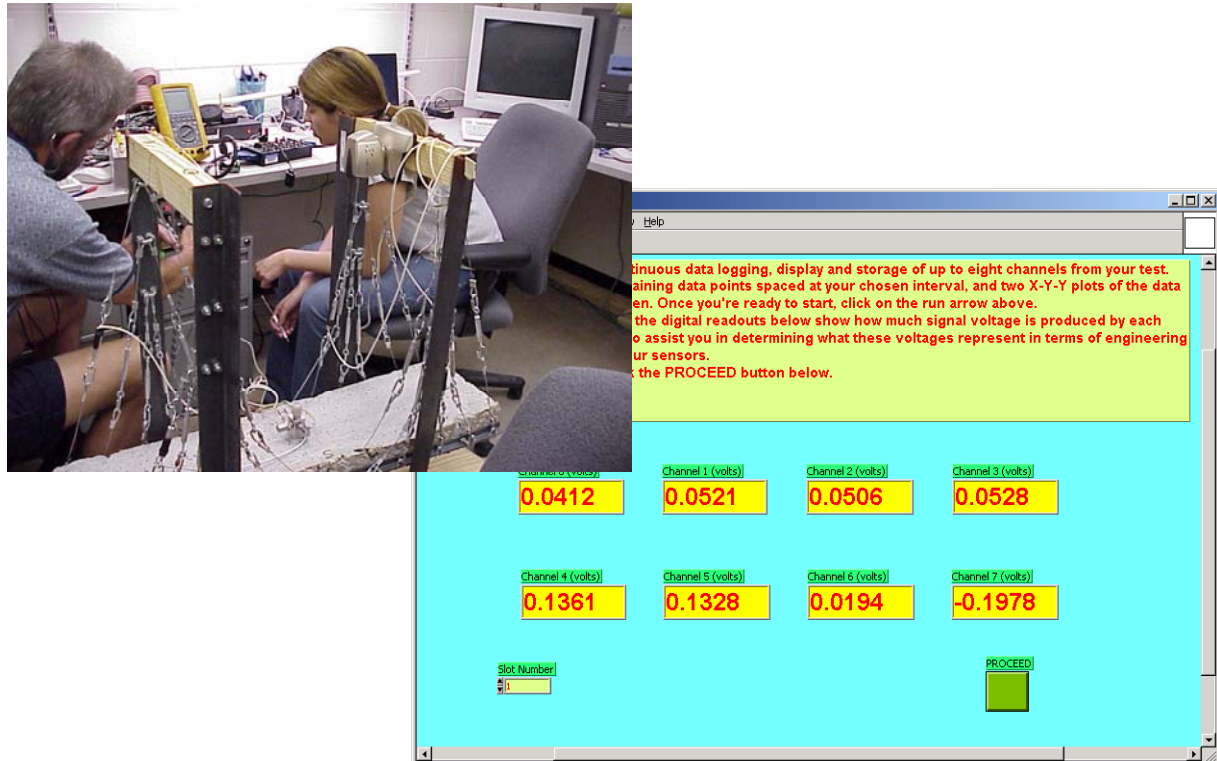 Help
tinuous data logging, display and storage of up to eight channels from your test.
aining data points spaced at your chosen interval, and two X-Y-Y plots of the data
en. Once you're ready to start, click on the run arrow above.
the digital readouts below show how much signal voltage is produced by each
o assist you in determining what these voltages represent in terms of engineering
ur sensors.
the PROCEED button below.
Channel 0 (volts) Channel 1 (volts) Channel 2 (volts) Channel 3 (volts)
0.0412 0.0521 0.0506 0.0528
Channel 4 (volts) Channel 5 (volts) Channel 6 (volts) Channel 7 (volts)
0.1361 0.1328 0.0194 -0.1978
Slot Number PROCEED
1